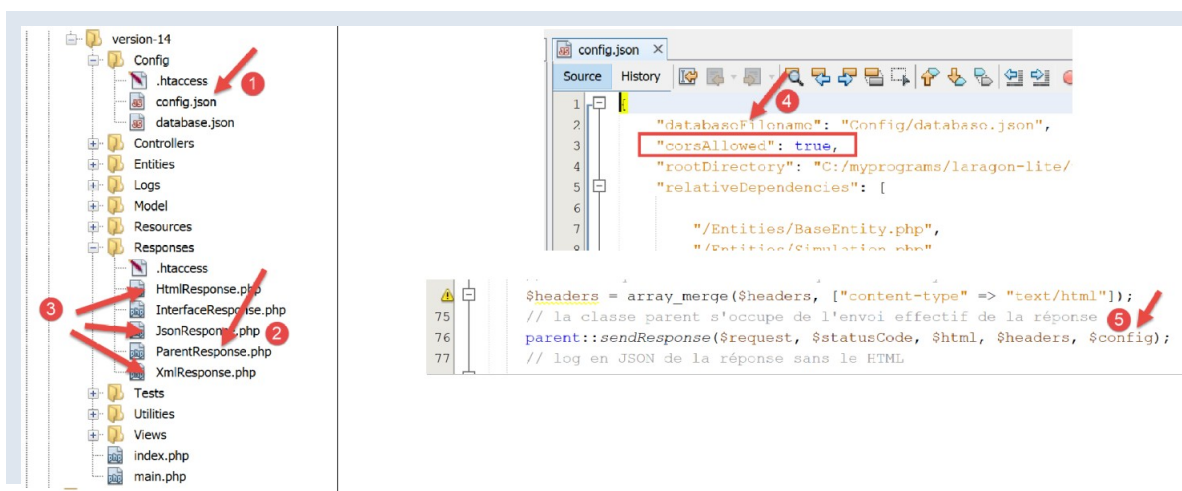 version-14
Config
.htaccess
1
config.json
database.json
Controllers
Entities
Logs
Model
Resources
Responses
.htaccess
HtmlResponse.php
3
InterfaceResponse.php
JsonResponse.php
2
ParentResponse.php
XmlResponse.php
Tests
Utilities
Views
index.php
main.php
config.json
Source History
4
1 {
2 "databaseFilename": "Config/database.json",
3 "corsAllowed": true,
4 "rootDirectory": "C:/myprograms/laragon-lite/
5 "relativeDependencies": [
6
7 "/Entities/BaseEntity.php",
"/Entities/Simulation.php"
$headers = array_merge($headers, ["content-type" => "text/html"]);
75 // la classe parent s'occupe de l'envoi effectif de la réponse
5
76 parent::sendResponse($request, $statusCode, $html, $headers, $config);
77 // log en JSON de la réponse sans le HTML